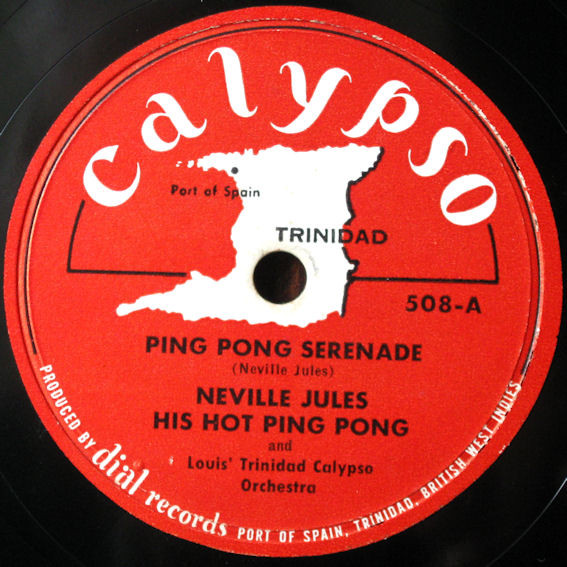 Calypso
Port of Spain
TRINIDAD
508-A
PING PONG SERENADE
(Neville Jules)
NEVILLE JULES
HIS HOT PING PONG
and
Louis' Trinidad Calypso
Orchestra
PRODUCED BY dial records PORT OF SPAIN, TRINIDAD, BRITISH WEST INDIES